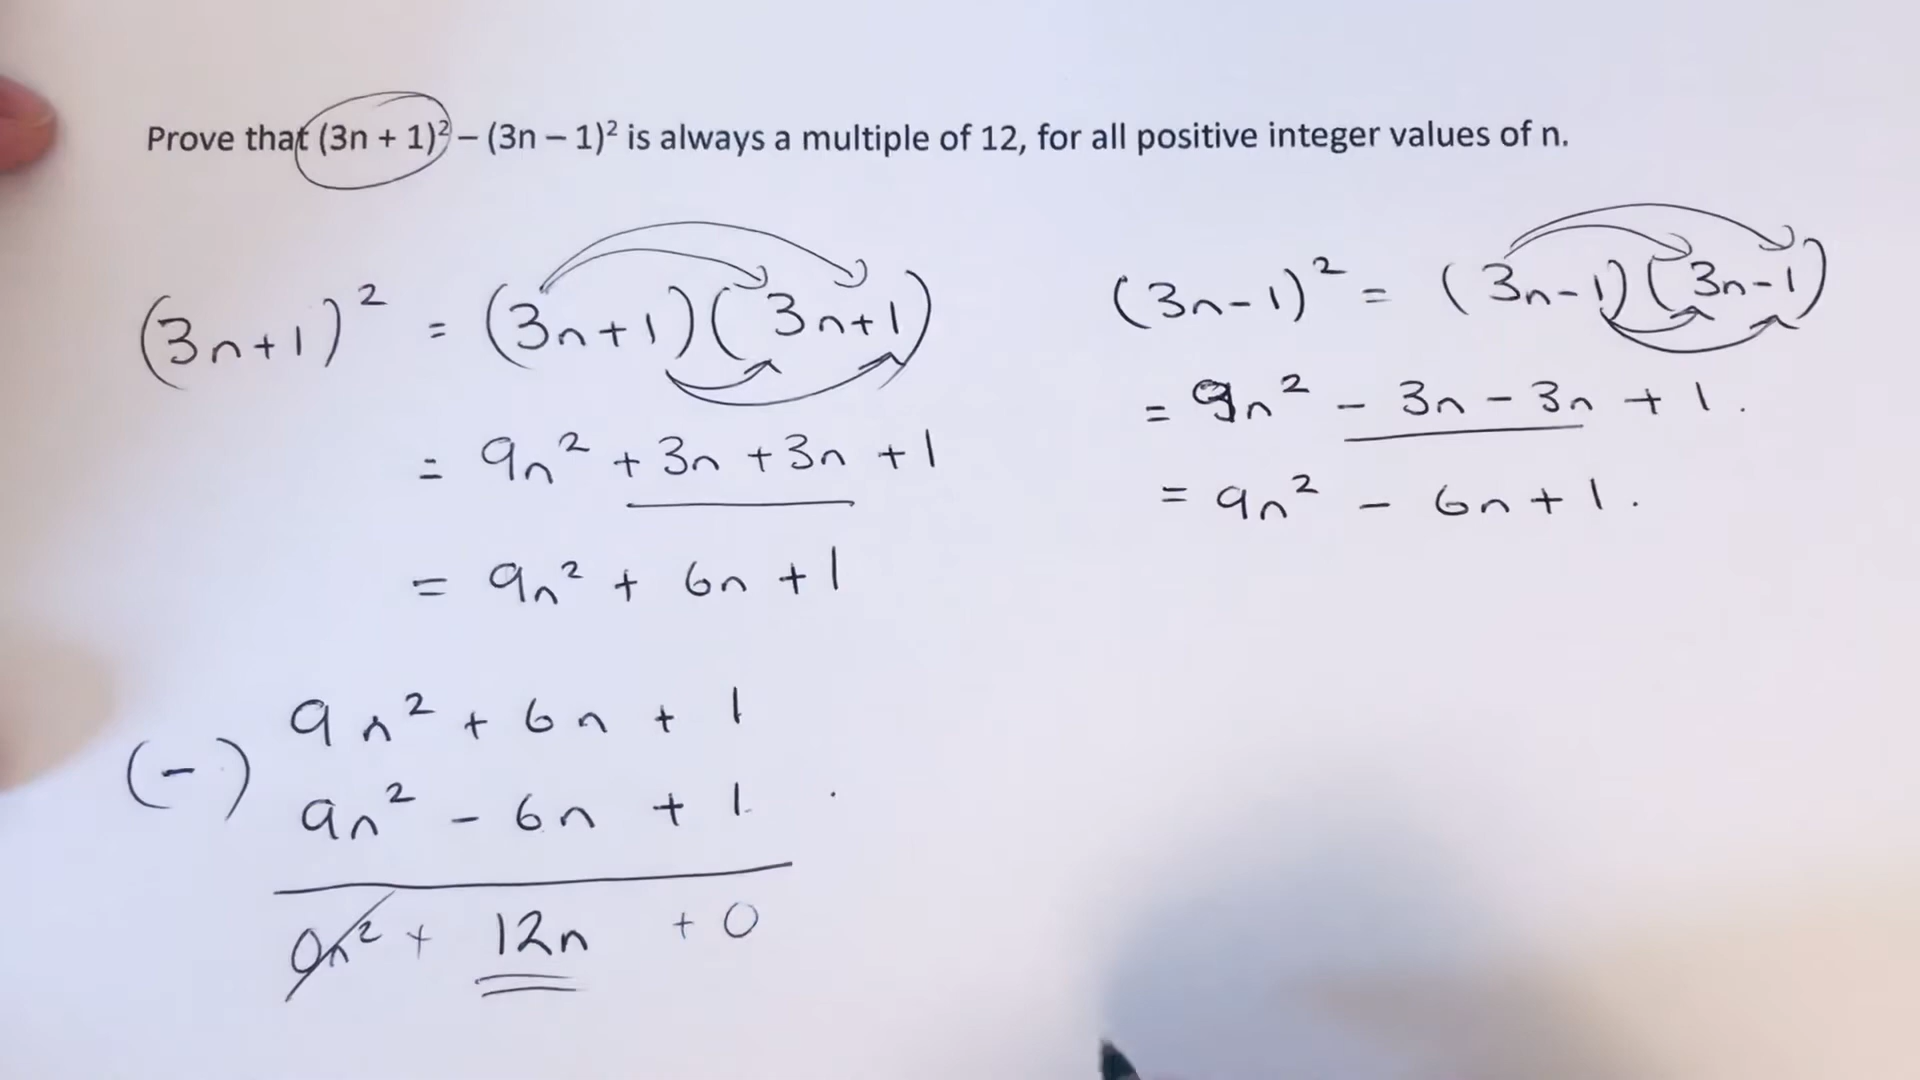 Prove that (3n + 1)² – (3n – 1)² is always a multiple of 12, for all positive integer values of n.
(3n+1)² = (3n+1)(3n+1)
= 9n² + 3n + 3n + 1
= 9n² + 6n + 1
(3n-1)² = (3n-1)(3n-1)
= 9n² - 3n - 3n + 1.
= 9n² - 6n + 1.
9n² + 6n + 1
(-)
9n² - 6n + 1.
0n² + 12n + 0